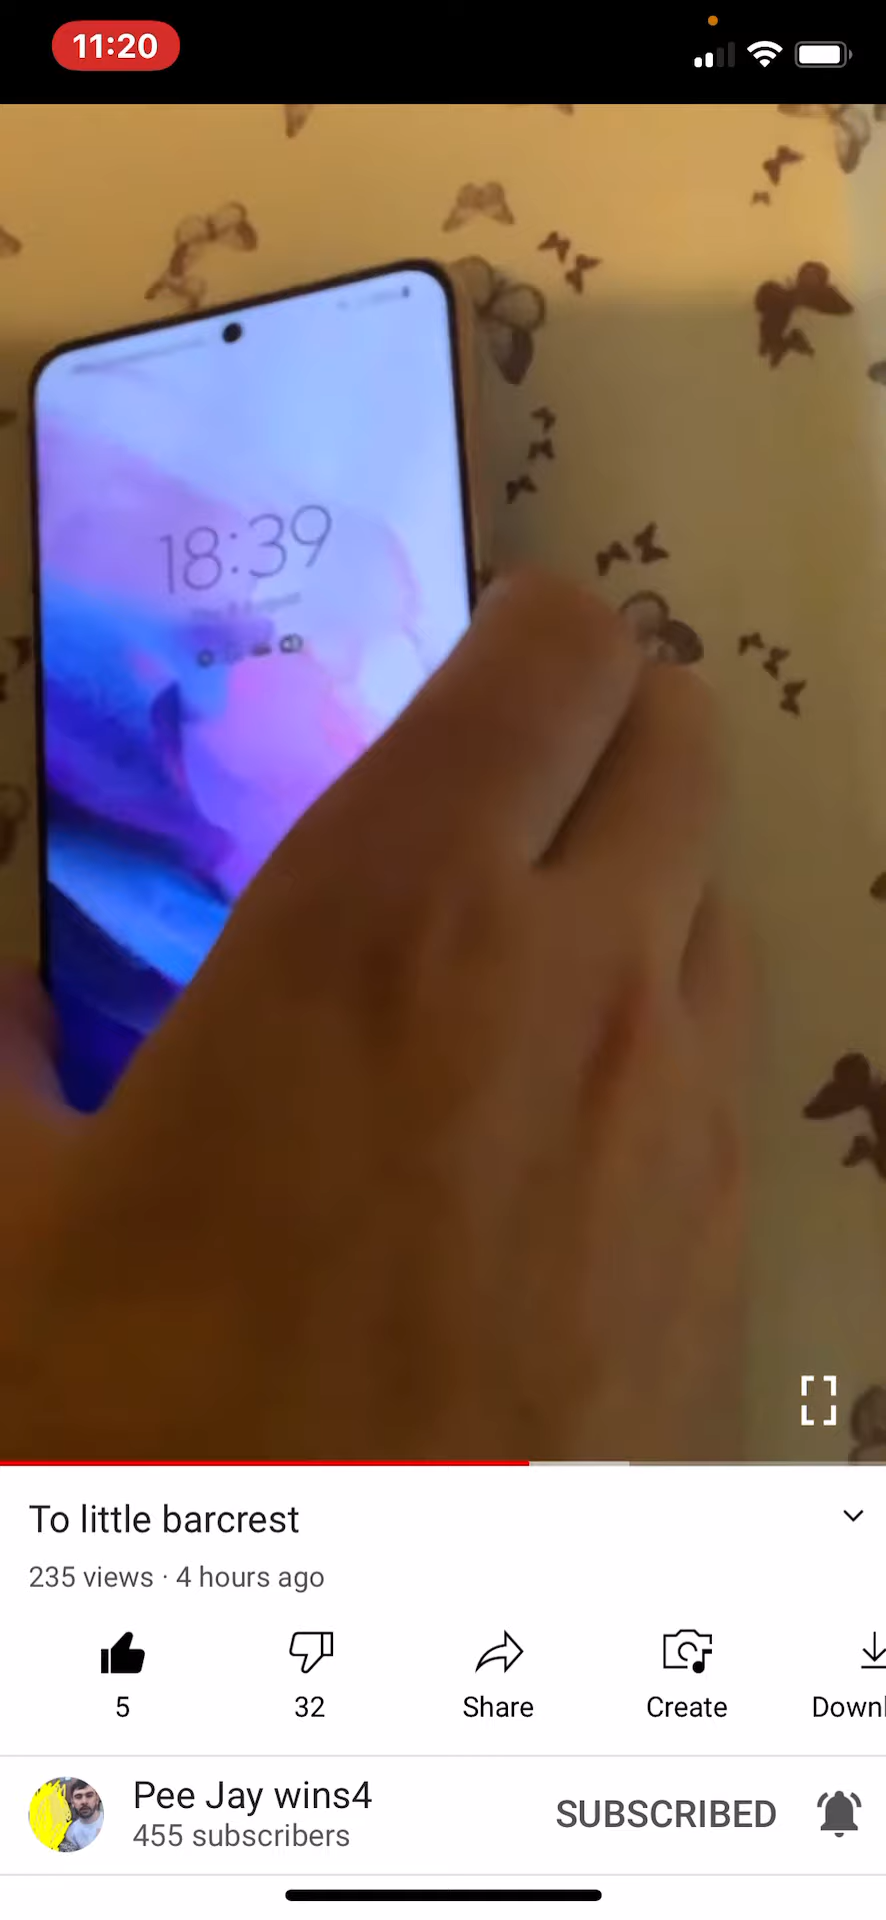 11:20
18:39
To little barcrest
235 views · 4 hours ago
5
32
Share
Create
Downl
Pee Jay wins4
455 subscribers
SUBSCRIBED